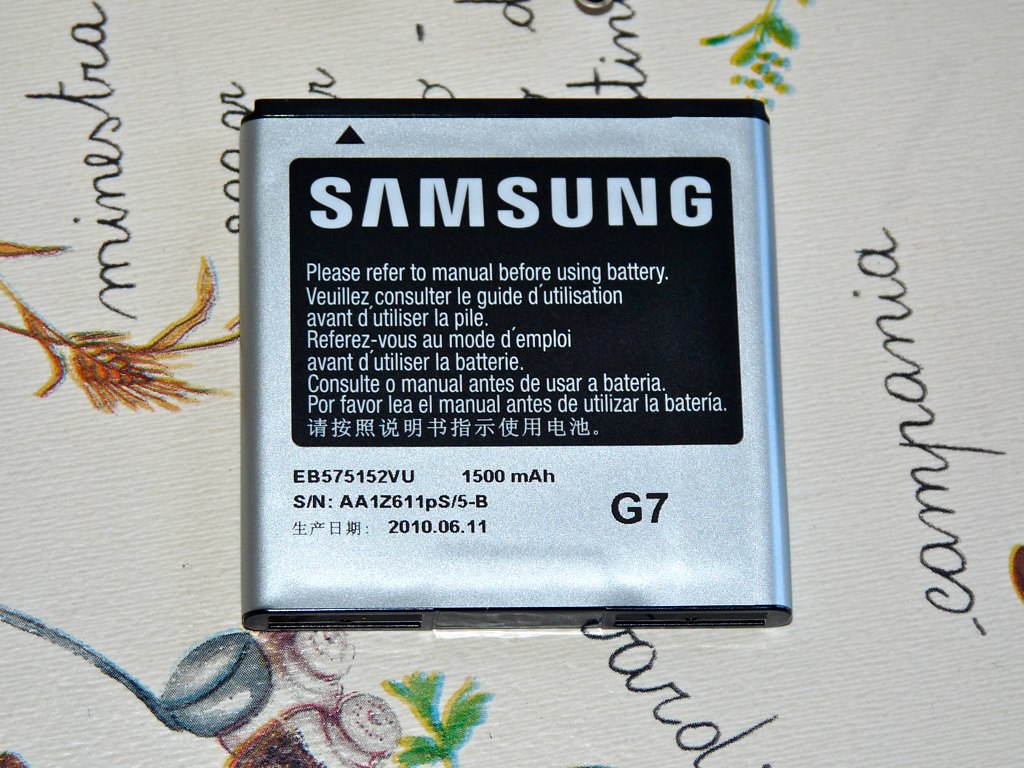 minestra
SAMSUNG
Please refer to manual before using battery.
Veuillez consulter le guide d'utilisation
avant d'utiliser la pile.
Referez-vous au mode d'emploi
avant d'utiliser la batterie.
Consulte o manual antes de usar a bateria.
Por favor lea el manual antes de utilizar la batería.
请按照说明书指示使用电池。
EB575152VU 1500 mAh
S/N: AA1Z611pS/5-B
生产日期: 2010.06.11
G7
campania